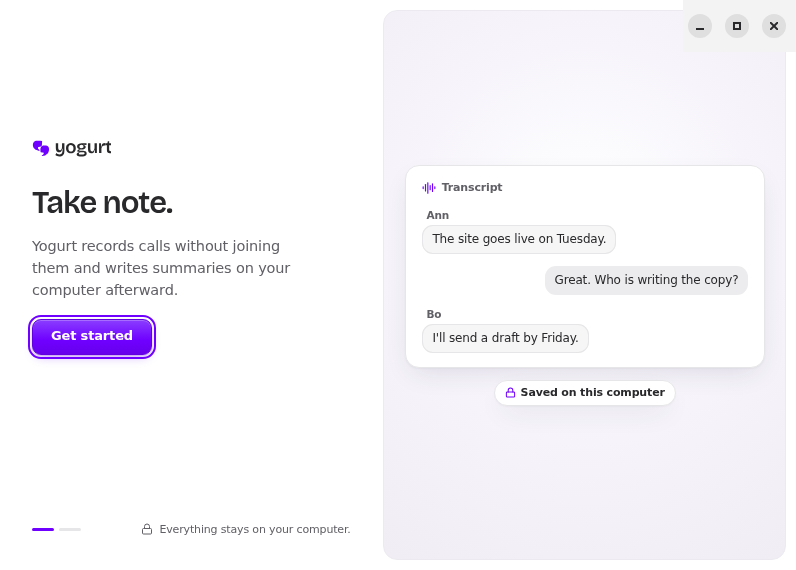 yogurt
Take note.
Yogurt records calls without joining
them and writes summaries on your
computer afterward.
Get started
Everything stays on your computer.
Transcript
Ann
The site goes live on Tuesday.
Great. Who is writing the copy?
Bo
I'll send a draft by Friday.
Saved on this computer